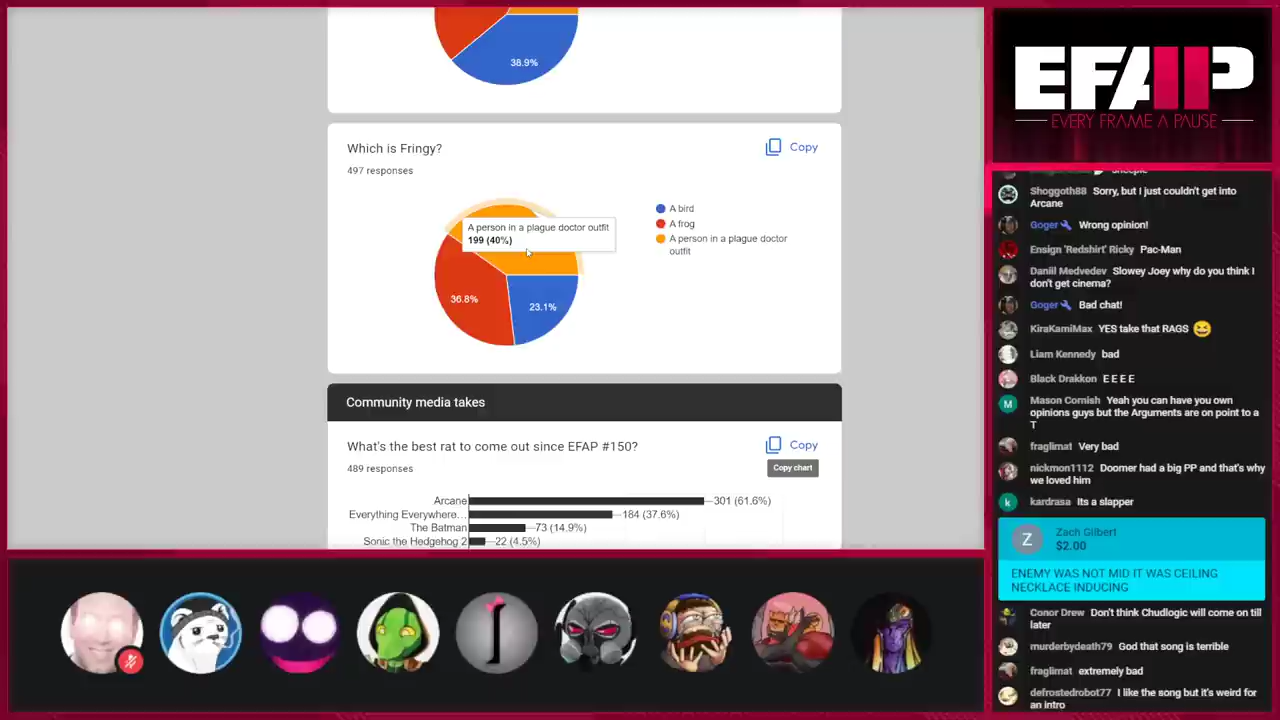 38.9%
Which is Fringy?
Copy
497 responses
A person in a plague doctor outfit
199 (40%)
36.8%
23.1%
A bird
A frog
A person in a plague doctor
outfit
Community media takes
What's the best rat to come out since EFAP #150?
Copy
489 responses
Copy chart
Arcane
301 (61.6%)
Everything Everywhere...
184 (37.6%)
The Batman
73 (14.9%)
Sonic the Hedgehog 2
22 (4.5%)
EFAP
EVERY FRAME A PAUSE
Shoggoth88 Sorry, but I just couldn't get into
Arcane
Goger Wrong opinion!
Ensign 'Redshirt' Ricky Pac-Man
Daniil Medvedev Slowey Joey why do you think I
don't get cinema?
Goger Bad chat!
KiraKamiMax YES take that RAGS
Liam Kennedy bad
Black Drakkon E E E E
M
Mason Cornish Yeah you can have you own
opinions guys but the Arguments are on point to a
T
fraglimat Very bad
nickmon1112 Doomer had a big PP and that's why
we loved him
k
kardrasa Its a slapper
Z
Zach Gilbert
$2.00
ENEMY WAS NOT MID IT WAS CEILING
NECKLACE INDUCING
Conor Drew Don't think Chudlogic will come on till
later
murderbydeath79 God that song is terrible
fraglimat extremely bad
defrostedrobot77 I like the song but it's weird for
an intro